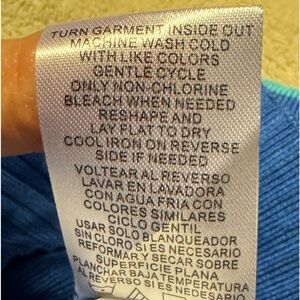 TURN GARMENT INSIDE OUT
MACHINE WASH COLD
WITH LIKE COLORS
GENTLE CYCLE
ONLY NON-CHLORINE
BLEACH WHEN NEEDED
RESHAPE AND
LAY FLAT TO DRY
COOL IRON ON REVERSE
SIDE IF NEEDED
VOLTEAR AL REVERSO
LAVAR EN LAVADORA
CON AGUA FRIA CON
COLORES SIMILARES
CICLO GENTIL
USAR SOLO BLANQUEADOR
SIN CLORO SI ES NECESARIO
REFORMAR Y SECAR SOBRE
SUPERFICIE PLANA
PLANCHAR BAJA TEMPERATURA
AL REVERSO SI ES NECESARIO